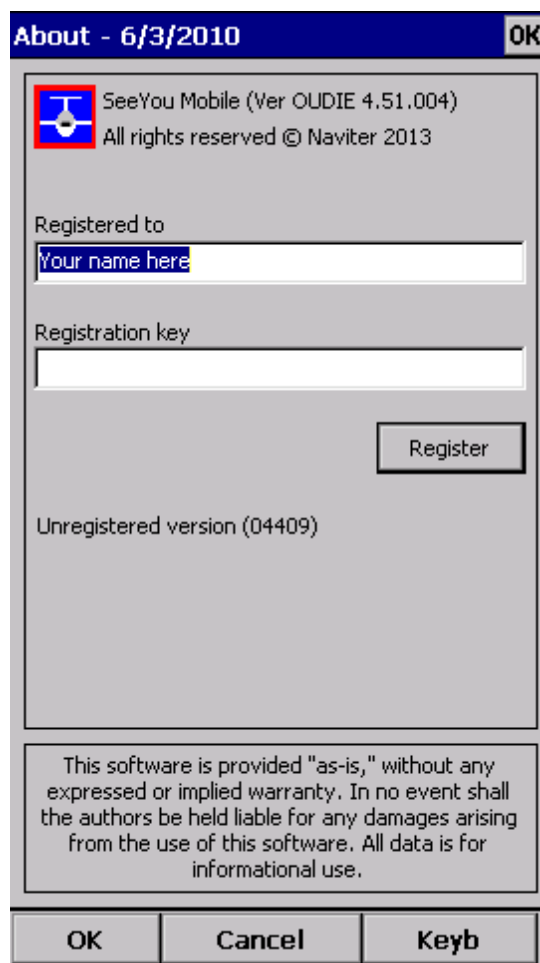 About - 6/3/2010
OK
SeeYou Mobile (Ver OUDIE 4.51.004)
All rights reserved © Naviter 2013
Registered to
Your name here
Registration key
Register
Unregistered version (04409)
This software is provided "as-is," without any
expressed or implied warranty. In no event shall
the authors be held liable for any damages arising
from the use of this software. All data is for
informational use.
OK
Cancel
Keyb